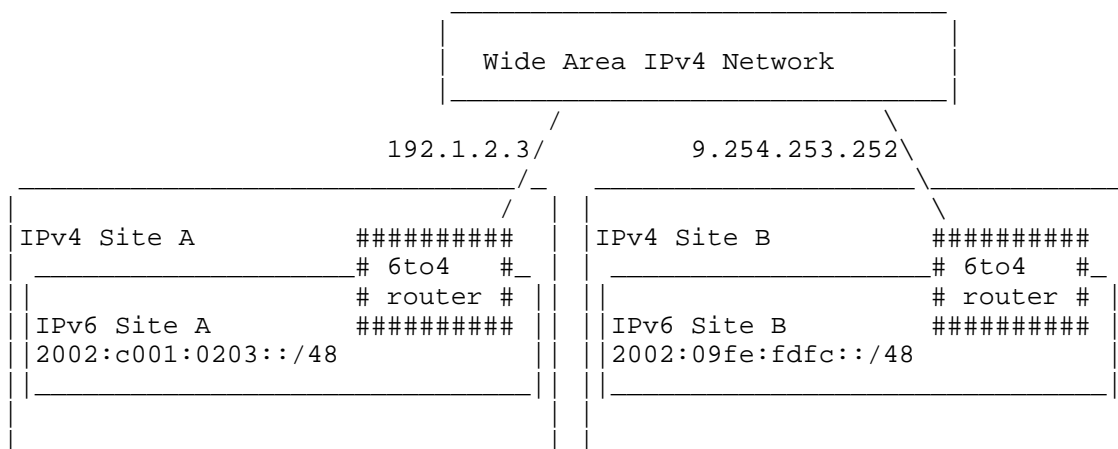 Wide Area IPv4 Network
192.1.2.3/ 9.254.253.252\
IPv4 Site A ########## IPv4 Site B ##########
# 6to4 # # 6to4 #
# router # # router #
IPv6 Site A ########## IPv6 Site B ##########
2002:c001:0203::/48 2002:09fe:fdfc::/48